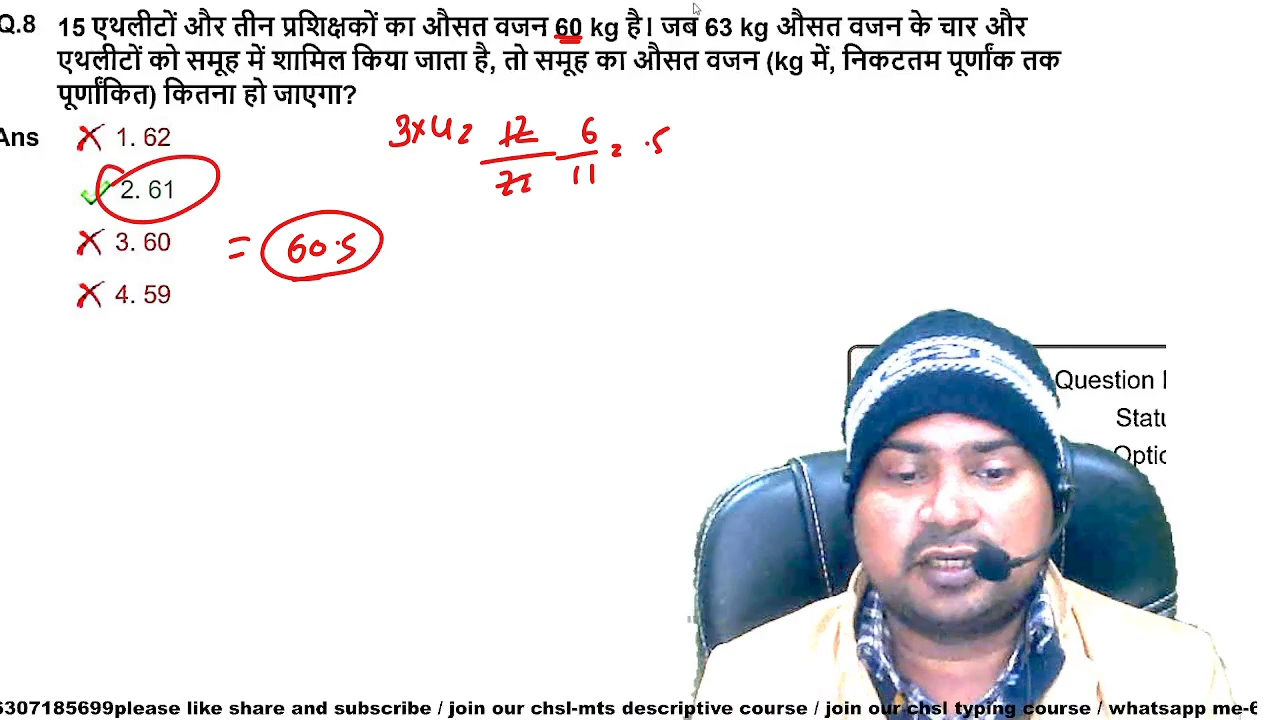 Q.8 15 एथलीटों और तीन प्रशिक्षकों का औसत वजन 60 kg है। जब 63 kg औसत वजन के चार और
एथलीटों को समूह में शामिल किया जाता है, तो समूह का औसत वजन (kg में, निकटतम पूर्णांक तक
पूर्णांकित) कितना हो जाएगा?
Ans 1. 62
2. 61
3. 60
4. 59
3×4 = 12/22 6/11 = .5
= 60.5
Question
Statu
Optio
6307185699please like share and subscribe / join our chsl-mts descriptive course / join our chsl typing course / whatsapp me-6